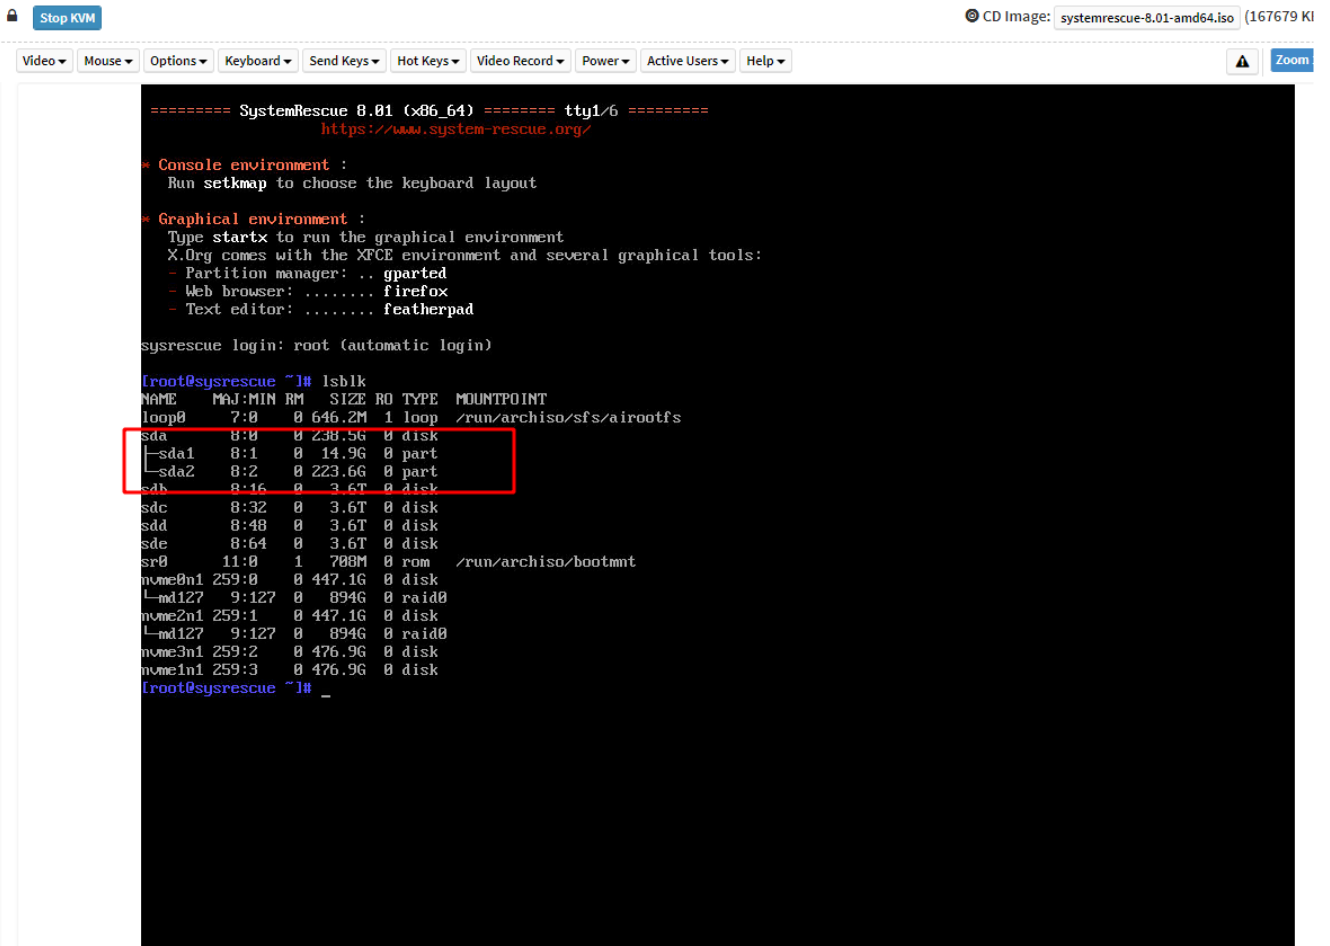 Stop KVM
CD Image: systemrescue-8.01-amd64.iso (167679 K
Video Mouse Options Keyboard Send Keys Hot Keys Video Record Power Active Users Help Zoom
========= SystemRescue 8.01 (x86_64) ======== tty1/6 =========
https://www.system-rescue.org/
* Console environment :
Run setkmap to choose the keyboard layout
* Graphical environment :
Type startx to run the graphical environment
X.Org comes with the XFCE environment and several graphical tools:
- Partition manager: .. gparted
- Web browser: ........ firefox
- Text editor: ........ featherpad
sysrescue login: root (automatic login)
[root@sysrescue ~]# lsblk
NAME MAJ:MIN RM SIZE RO TYPE MOUNTPOINT
loop0 7:0 0 646.2M 1 loop /run/archiso/sfs/airootfs
sda 8:0 0 238.5G 0 disk
├─sda1 8:1 0 14.9G 0 part
└─sda2 8:2 0 223.6G 0 part
sdb 8:16 0 3.6T 0 disk
sdc 8:32 0 3.6T 0 disk
sdd 8:48 0 3.6T 0 disk
sde 8:64 0 3.6T 0 disk
sr0 11:0 1 708M 0 rom /run/archiso/bootmnt
nvme0n1 259:0 0 447.1G 0 disk
└─md127 9:127 0 894G 0 raid0
nvme2n1 259:1 0 447.1G 0 disk
└─md127 9:127 0 894G 0 raid0
nvme3n1 259:2 0 476.9G 0 disk
nvme1n1 259:3 0 476.9G 0 disk
[root@sysrescue ~]# _